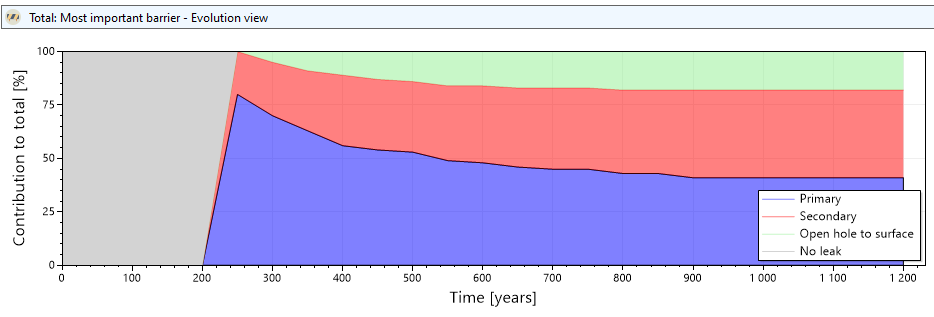 Total: Most important barrier - Evolution view
Contribution to total [%]
100
75
50
25
0
0 100 200 300 400 500 600 700 800 900 1 000 1 100 1 200
Time [years]
Primary
Secondary
Open hole to surface
No leak